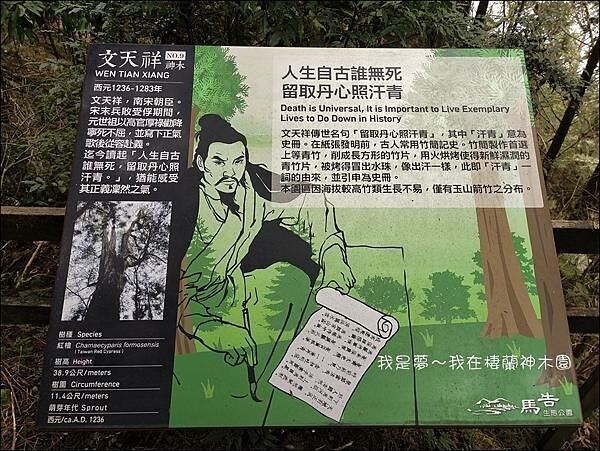 文天祥 NO.9 神木
WEN TIAN XIANG
西元1236-1283年
文天祥，南宋朝臣。
宋末兵敗受俘期間，
元世祖以高官厚祿勸降
寧死不屈，並寫下正氣
歌後從容赴義。
迄今讀起「人生自古
誰無死，留取丹心照
汗青。」，猶能感受
其正義凜然之氣。
樹種 Species
紅檜 Chamaecyparis formosensis
( Taiwan Red Cypress )
樹高 Height
38.9公尺/meters
樹圍 Circumference
11.4公尺/meters
萌芽年代 Sprout
西元/ca.A.D. 1236
人生自古誰無死
留取丹心照汗青
Death is Universal, It is Important to Live Exemplary
Lives to Do Down in History
文天祥傳世名句「留取丹心照汗青」，其中「汗青」意為
史冊。在紙張發明前，古人常用竹簡記史。竹簡製作首選
上等青竹，削成長方形的竹片，用火烘烤使得新鮮濕潤的
青竹片，被烤得冒出水珠，像出汗一樣，此即「汗青」一
詞的由來，並引申為史冊。
本園區因海拔較高竹類生長不易，僅有玉山箭竹之分布。
我是夢～我在棲蘭神木園
馬告
生態公園